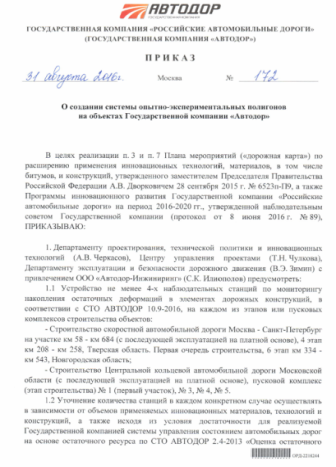 АВТОДОР
ГОСУДАРСТВЕННАЯ КОМПАНИЯ «РОССИЙСКИЕ АВТОМОБИЛЬНЫЕ ДОРОГИ»
(ГОСУДАРСТВЕННАЯ КОМПАНИЯ «АВТОДОР»)
ПРИКАЗ
31 августа 2016г. Москва № 172
О создании системы опытно-экспериментальных полигонов
на объектах Государственной компании «Автодор»
В целях реализации п. 3 и п. 7 Плана мероприятий («дорожная карта») по
расширению применения инновационных технологий, материалов, в том числе
битумов, и конструкций, утвержденного заместителем Председателя Правительства
Российской Федерации А.В. Дворковичем 28 сентября 2015 г. № 6523п-П9, а также
Программы инновационного развития Государственной компании «Российские
автомобильные дороги» на период 2016-2020 гг., утвержденной наблюдательным
советом Государственной компании (протокол от 8 июня 2016 г. № 89),
ПРИКАЗЫВАЮ:
1. Департаменту проектирования, технической политики и инновационных
технологий (А.В. Черкасов), Центру управления проектами (Т.Н. Чулкова),
Департаменту эксплуатации и безопасности дорожного движения (В.Э. Зимин) с
привлечением ООО «Автодор-Инжиниринг» (С.К. Илиополов) предусмотреть:
1.1 Устройство не менее 4-х наблюдательных станций по мониторингу
накопления остаточных деформаций в элементах дорожных конструкций, в
соответствии с СТО АВТОДОР 10.9-2016, на каждом из этапов или пусковых
комплексов строительства объектов:
- Строительство скоростной автомобильной дороги Москва - Санкт-Петербург
на участке км 58 - км 684 (с последующей эксплуатацией на платной основе), 4 этап
км 208 - км 258, Тверская область. Первая очередь строительства, 6 этап км 334 -
км 543, Новгородская область;
- Строительство Центральной кольцевой автомобильной дороги Московской
области (с последующей эксплуатацией на платной основе), пусковой комплекс
(этап строительства) № 1 (первый участок), № 3, № 4, № 5.
1.2 Уточнение количества станций в каждом конкретном случае осуществлять
в зависимости от объемов применяемых инновационных материалов, технологий и
конструкций, а также исходя из условия достаточности для реализуемой
Государственной компанией системы управления состоянием автомобильных дорог
на основе остаточного ресурса по СТО АВТОДОР 2.4-2013 «Оценка остаточного